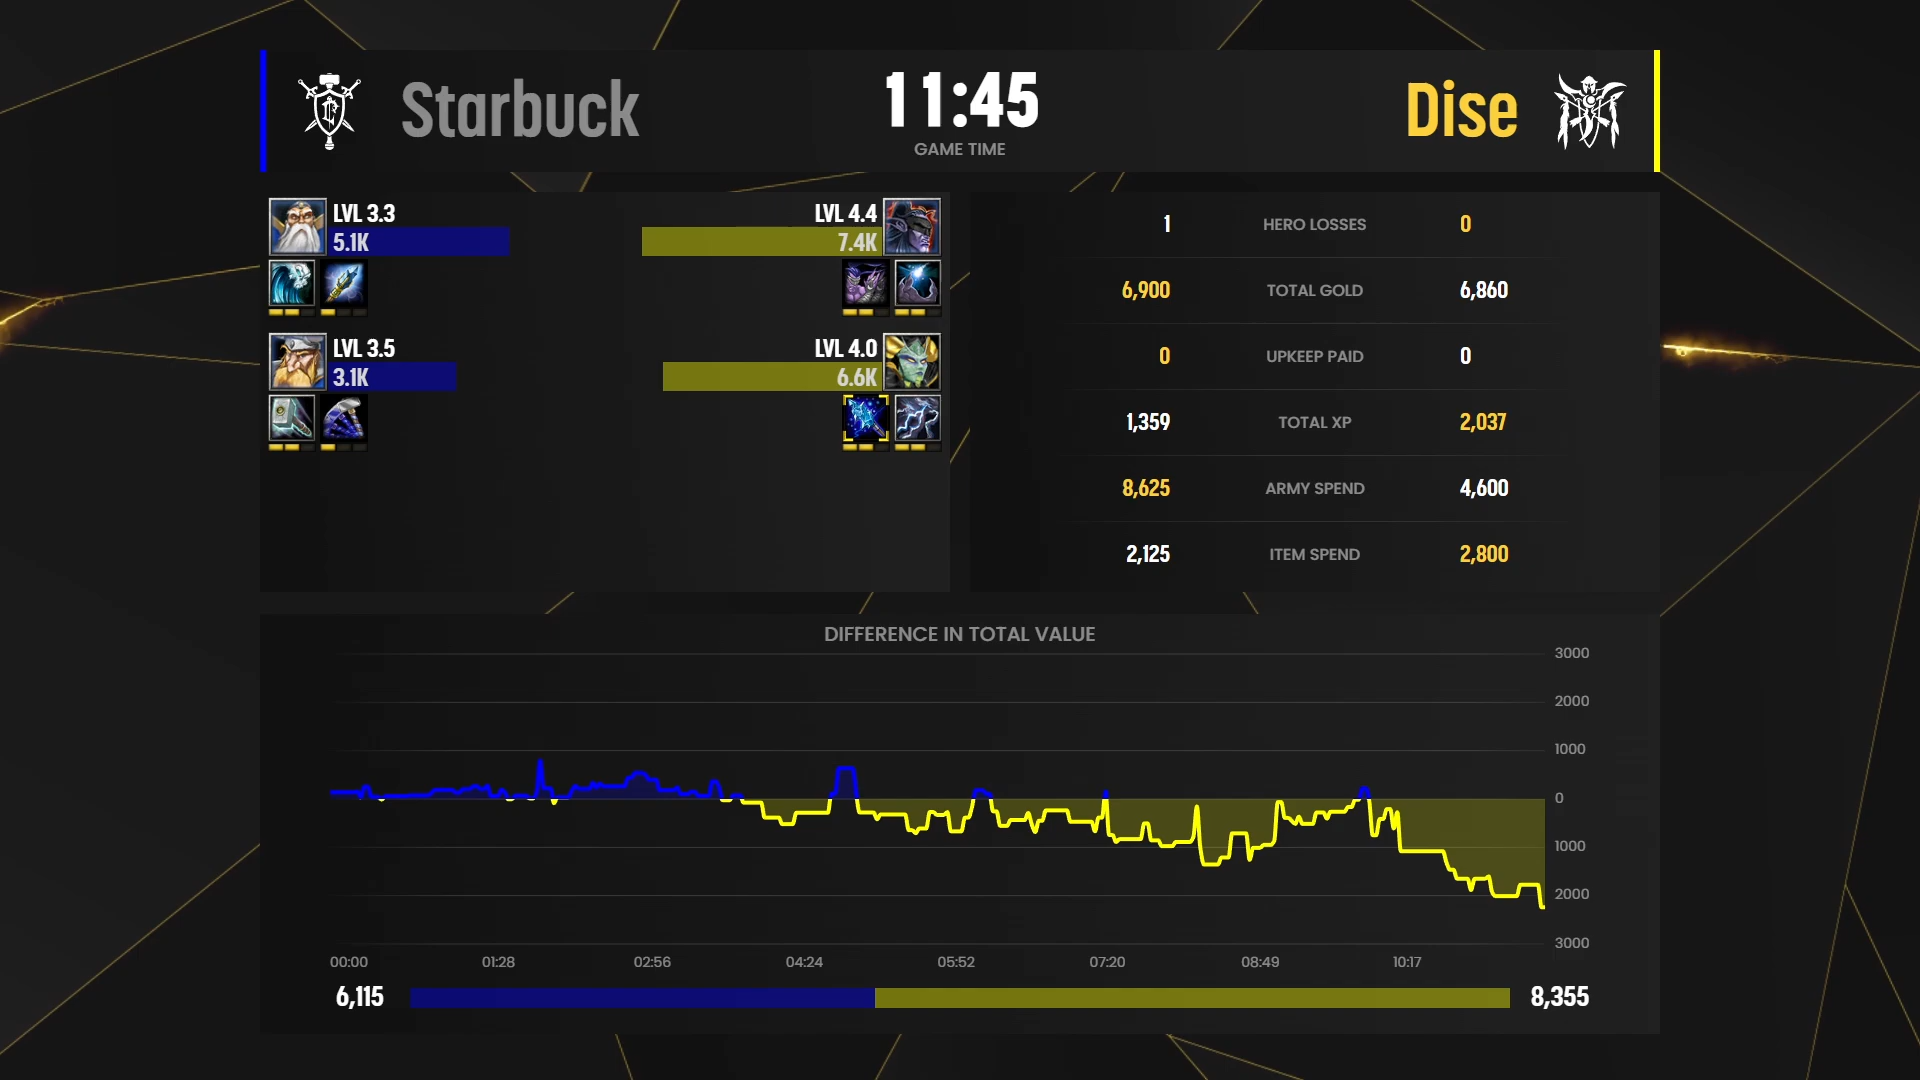 Starbuck
11:45
GAME TIME
Dise
LVL 3.3
5.1K
LVL 4.4
7.4K
LVL 3.5
3.1K
LVL 4.0
6.6K
1 HERO LOSSES 0
6,900 TOTAL GOLD 6,860
0 UPKEEP PAID 0
1,359 TOTAL XP 2,037
8,625 ARMY SPEND 4,600
2,125 ITEM SPEND 2,800
DIFFERENCE IN TOTAL VALUE
3000
2000
1000
0
1000
2000
3000
00:00 01:28 02:56 04:24 05:52 07:20 08:49 10:17
6,115 8,355